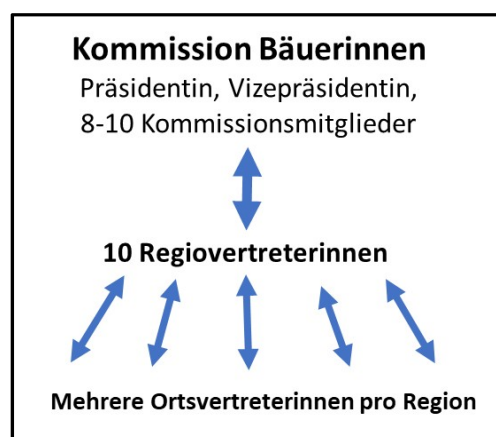 Kommission Bäuerinnen
Präsidentin, Vizepräsidentin,
8-10 Kommissionsmitglieder
10 Regiovertreterinnen
Mehrere Ortsvertreterinnen pro Region